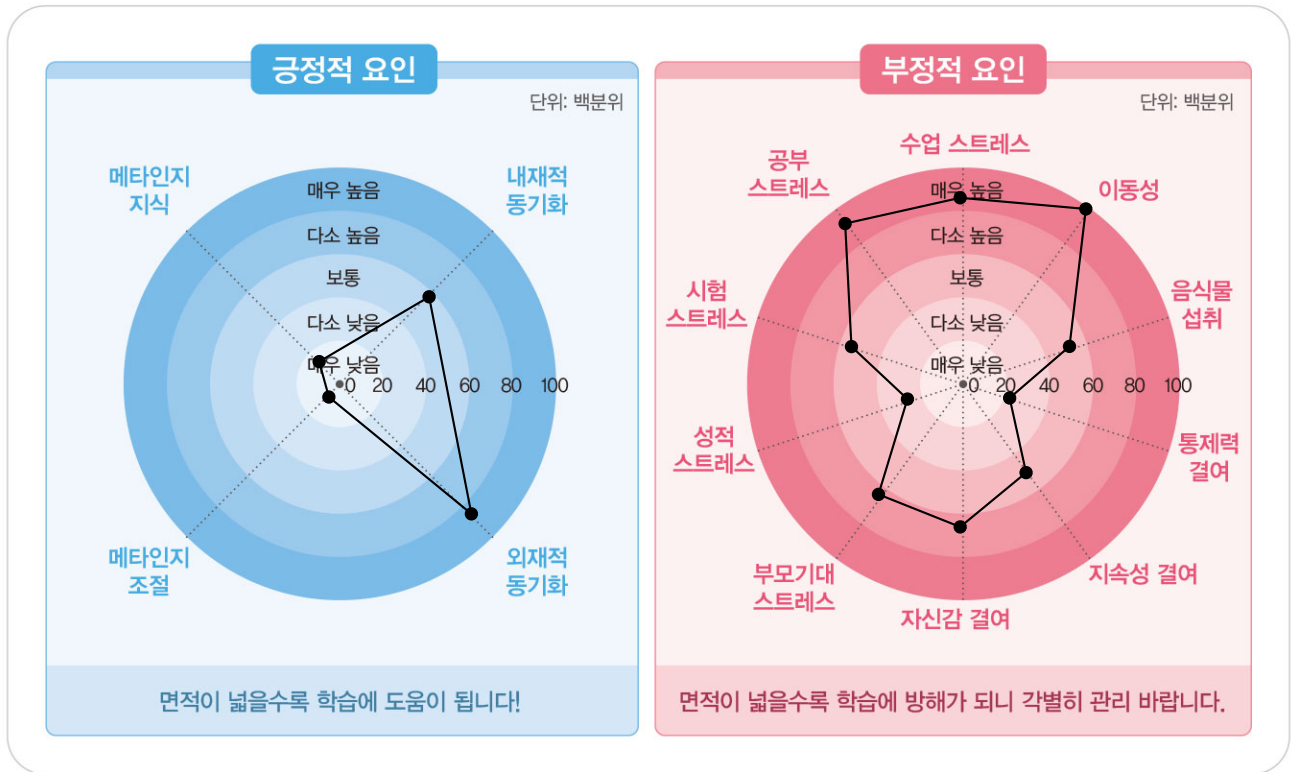 긍정적 요인
단위: 백분위
메타인지
지식
내재적
동기화
매우 높음
다소 높음
보통
다소 낮음
매우 낮음
0 20 40 60 80 100
메타인지
조절
외재적
동기화
면적이 넓을수록 학습에 도움이 됩니다!
부정적 요인
단위: 백분위
수업 스트레스
공부
스트레스
이동성
매우 높음
다소 높음
보통
다소 낮음
매우 낮음
시험
스트레스
음식물
섭취
0 20 40 60 80 100
성적
스트레스
통제력
결여
부모기대
스트레스
지속성 결여
자신감 결여
면적이 넓을수록 학습에 방해가 되니 각별히 관리 바랍니다.